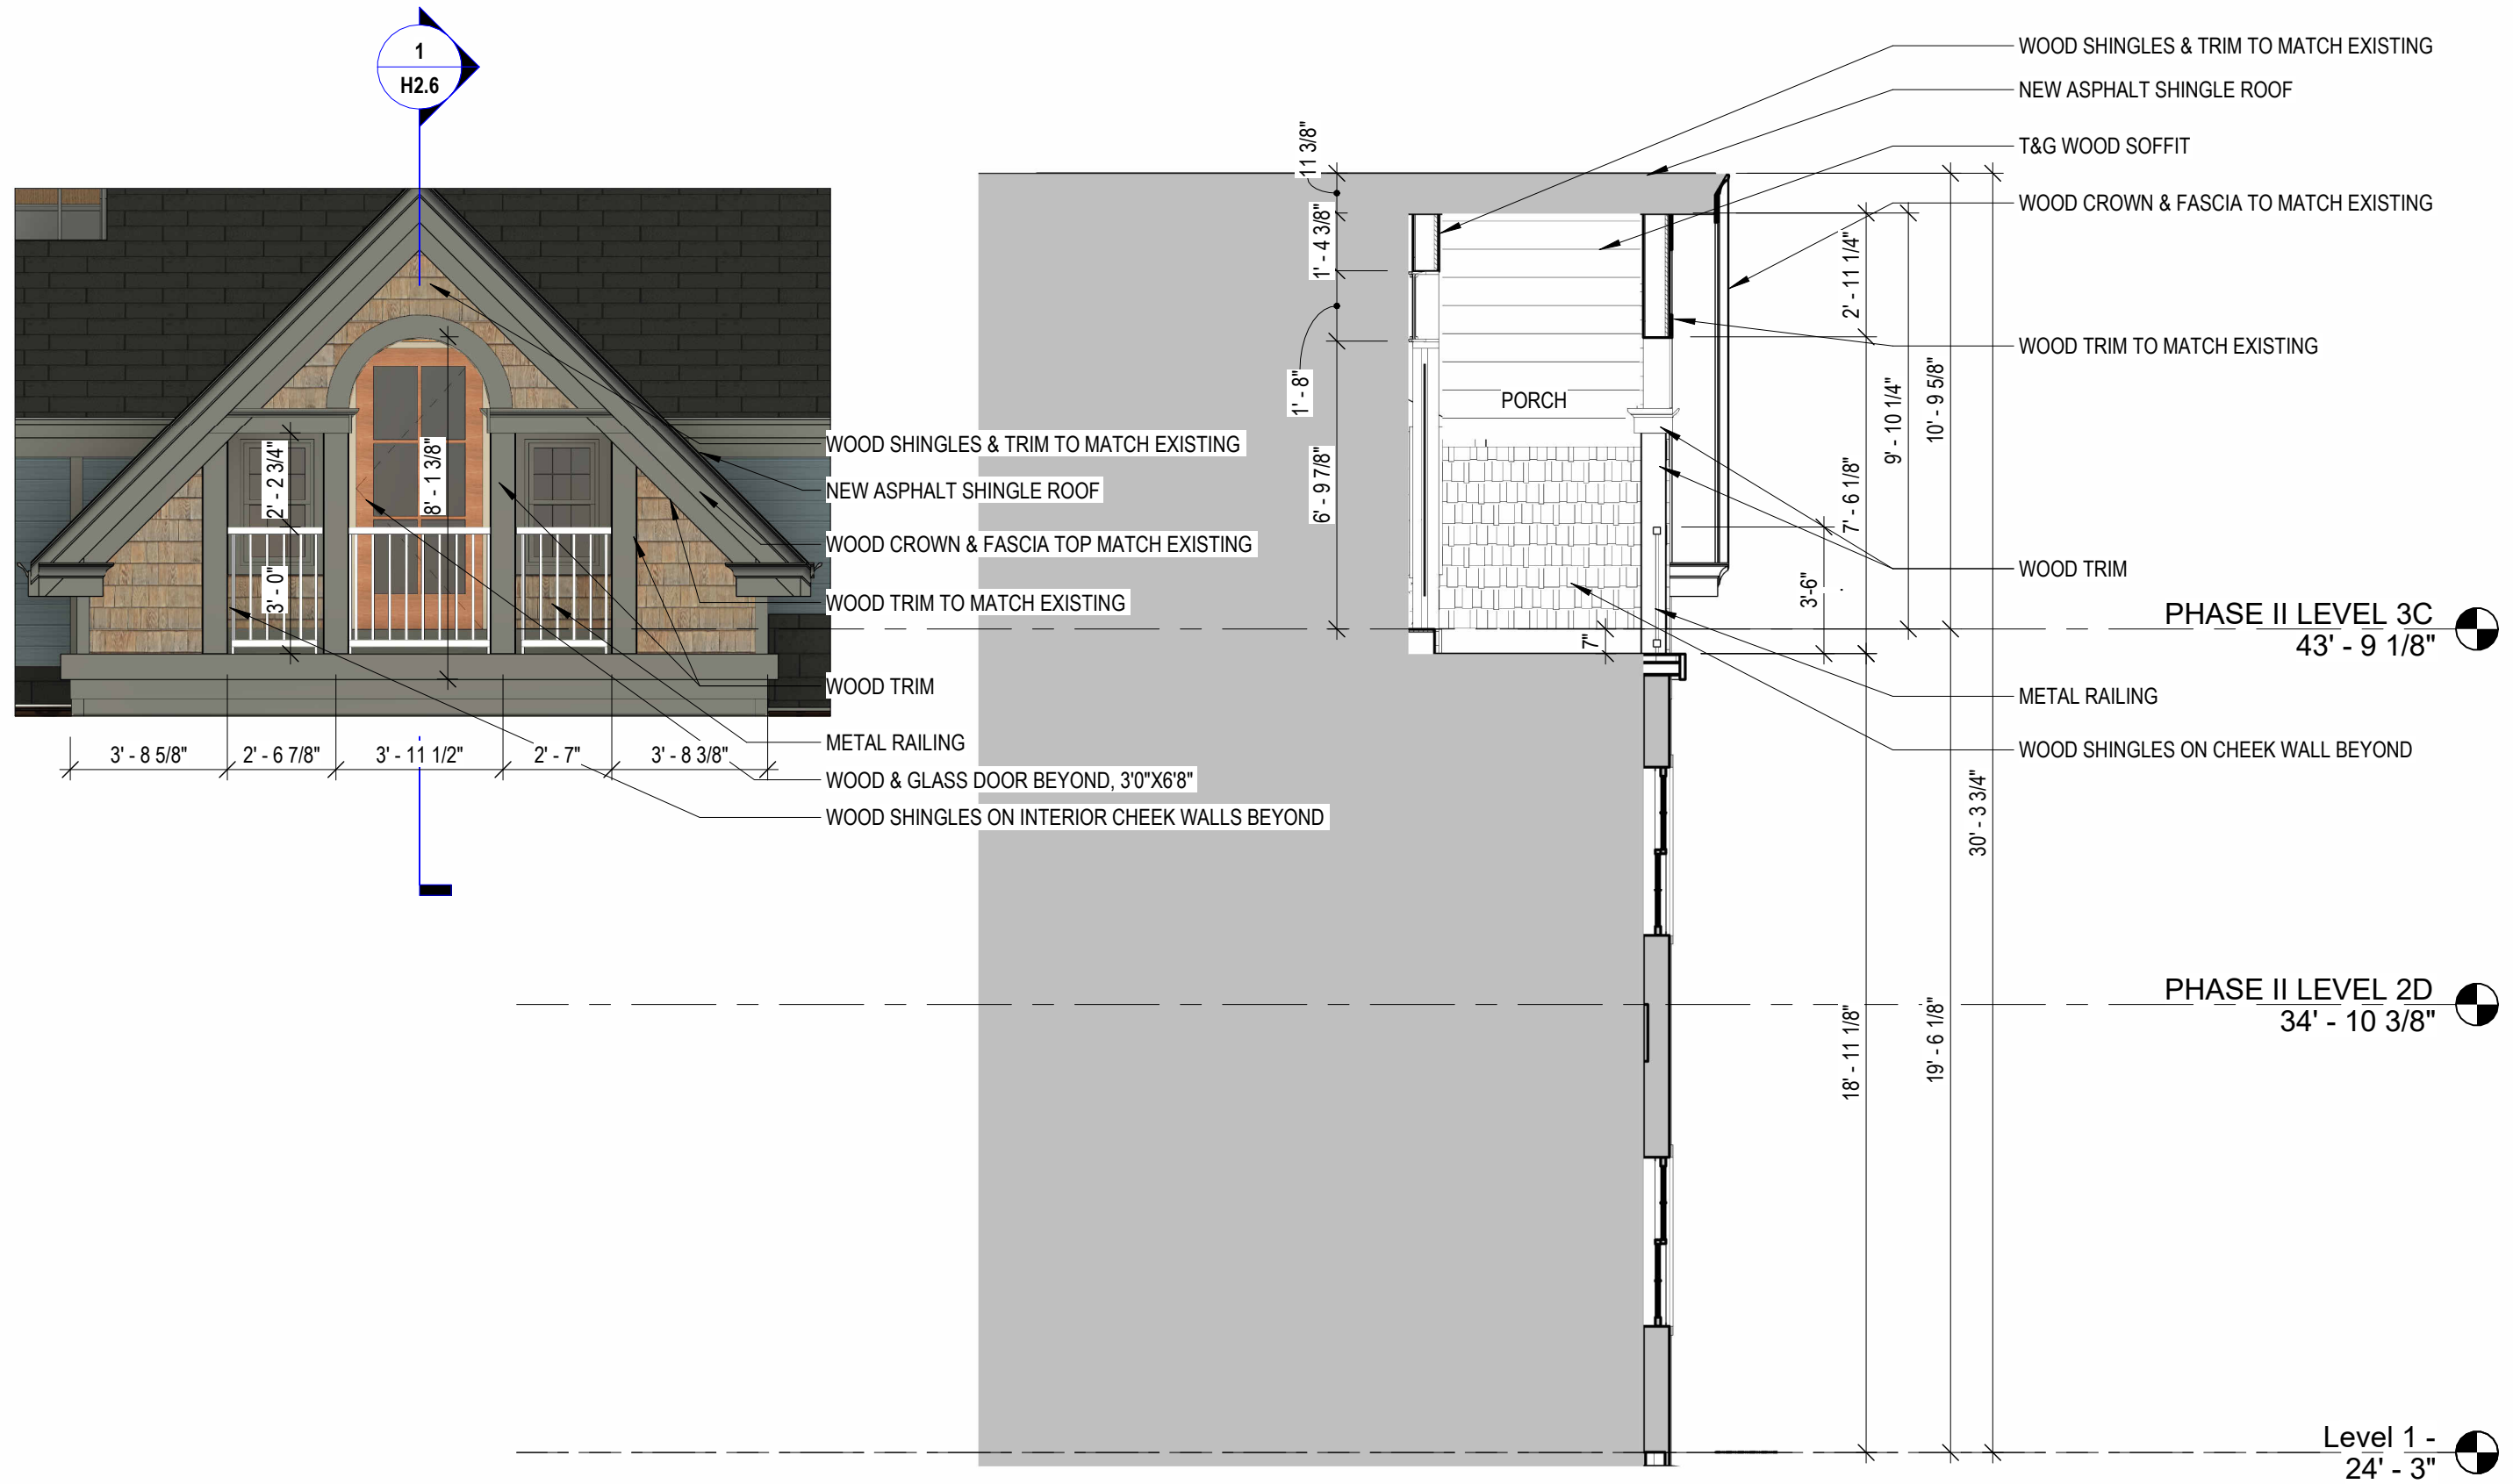 1
H2.6
WOOD SHINGLES & TRIM TO MATCH EXISTING
NEW ASPHALT SHINGLE ROOF
WOOD CROWN & FASCIA TOP MATCH EXISTING
WOOD TRIM TO MATCH EXISTING
WOOD TRIM
METAL RAILING
WOOD & GLASS DOOR BEYOND, 3'0"X6'8"
WOOD SHINGLES ON INTERIOR CHEEK WALLS BEYOND
2' - 2 3/4"
3' - 0"
8' - 1 3/8"
3' - 8 5/8"
2' - 6 7/8"
3' - 11 1/2"
2' - 7"
3' - 8 3/8"
11 3/8"
1' - 4 3/8"
1' - 8"
6' - 9 7/8"
PORCH
7"
2' - 11 1/4"
7' - 6 1/8"
3'-6"
9' - 10 1/4"
10' - 9 5/8"
30' - 3 3/4"
18' - 11 1/8"
19' - 6 1/8"
WOOD SHINGLES & TRIM TO MATCH EXISTING
NEW ASPHALT SHINGLE ROOF
T&G WOOD SOFFIT
WOOD CROWN & FASCIA TO MATCH EXISTING
WOOD TRIM TO MATCH EXISTING
WOOD TRIM
METAL RAILING
WOOD SHINGLES ON CHEEK WALL BEYOND
PHASE II LEVEL 3C
43' - 9 1/8"
PHASE II LEVEL 2D
34' - 10 3/8"
Level 1 -
24' - 3"